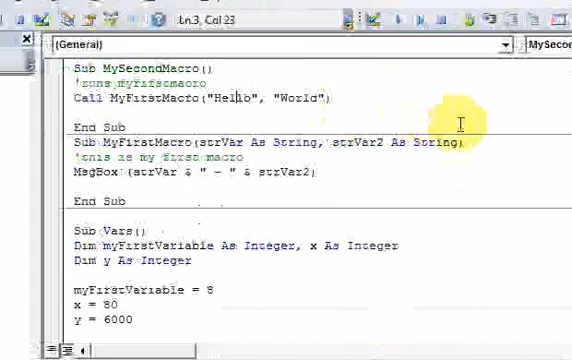 Ln 3, Col 23
(General)
MySecon
Sub MySecondMacro()
'runs myfirstmacro
Call MyFirstMacro("Hello", "World")
End Sub
Sub MyFirstMacro(strVar As String, strVar2 As String)
'this is my first macro
MsgBox (strVar & " - " & strVar2)
End Sub
Sub Vars()
Dim myFirstVariable As Integer, x As Integer
Dim y As Integer
myFirstVariable = 8
x = 80
y = 6000